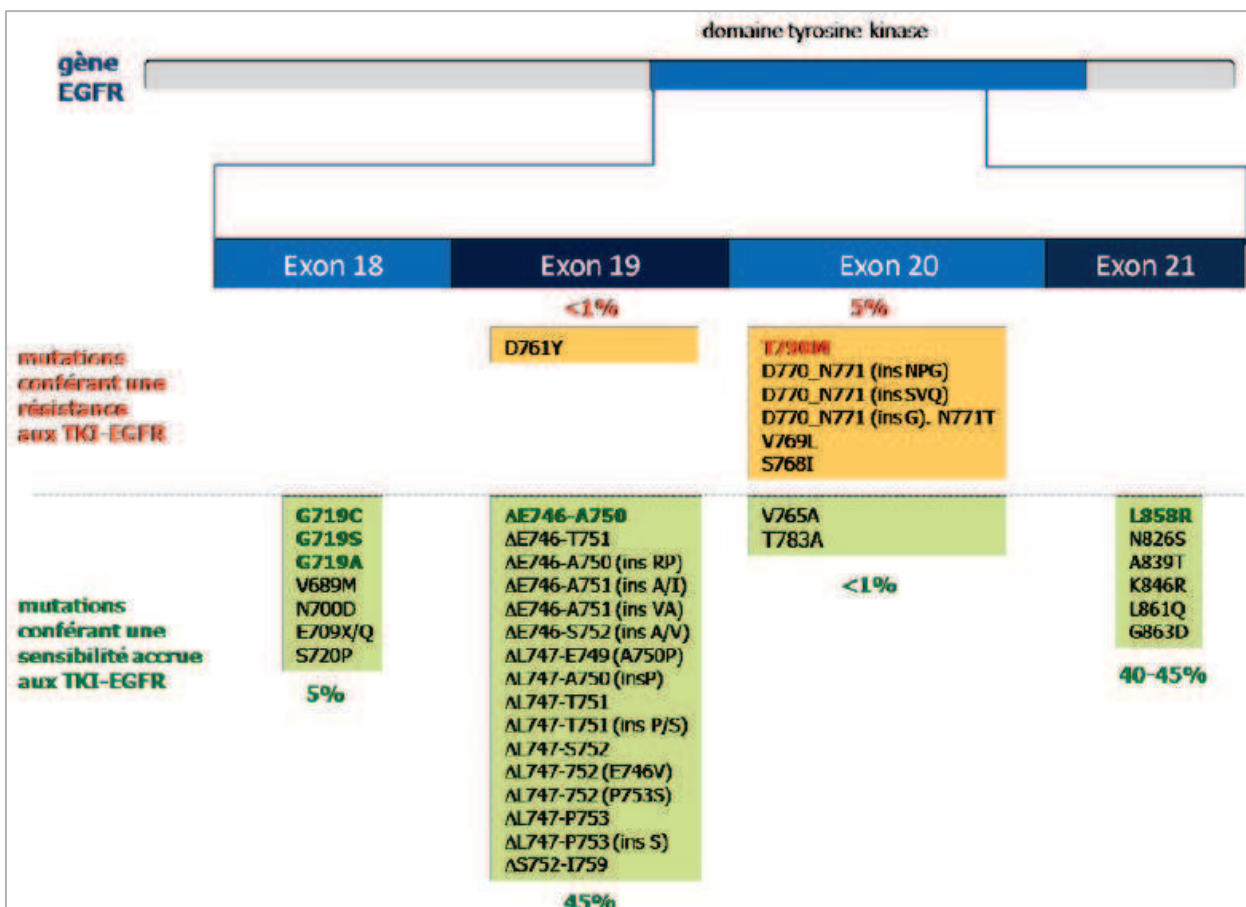 domaine tyrosine kinase
gène
EGFR
Exon 18
Exon 19
Exon 20
Exon 21
<1%
5%
mutations
conférant une
résistance
aux TKI-EGFR
D761Y
T790M
D770_N771 (ins NPG)
D770_N771 (ins SVQ)
D770_N771 (ins G). N771T
V769L
S768I
mutations
conférant une
sensibilité accrue
aux TKI-EGFR
G719C
G719S
G719A
V689M
N700D
E709X/Q
S720P
5%
ΔE746-A750
ΔE746-T751
ΔE746-A750 (ins RP)
ΔE746-A751 (ins A/I)
ΔE746-A751 (ins VA)
ΔE746-S752 (ins A/V)
ΔL747-E749 (A750P)
ΔL747-A750 (insP)
ΔL747-T751
ΔL747-T751 (ins P/S)
ΔL747-S752
ΔL747-752 (E746V)
ΔL747-752 (P753S)
ΔL747-P753
ΔL747-P753 (ins S)
ΔS752-I759
45%
V765A
T783A
<1%
L858R
N826S
A839T
K846R
L861Q
G863D
40-45%